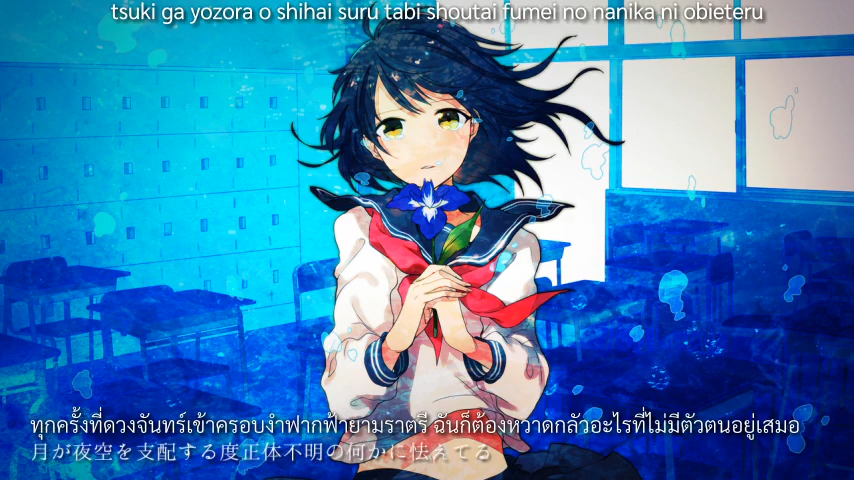 tsuki ga yozora o shihai suru tabi shoutai fumei no nanika ni obieteru
ทุกครั้งที่ดวงจันทร์เข้าครอบงำฟากฟ้ายามราตรี ฉันก็ต้องหวาดกลัวอะไรที่ไม่มีตัวตนอยู่เสมอ
月が夜空を支配する度正体不明の何かに怯えてる